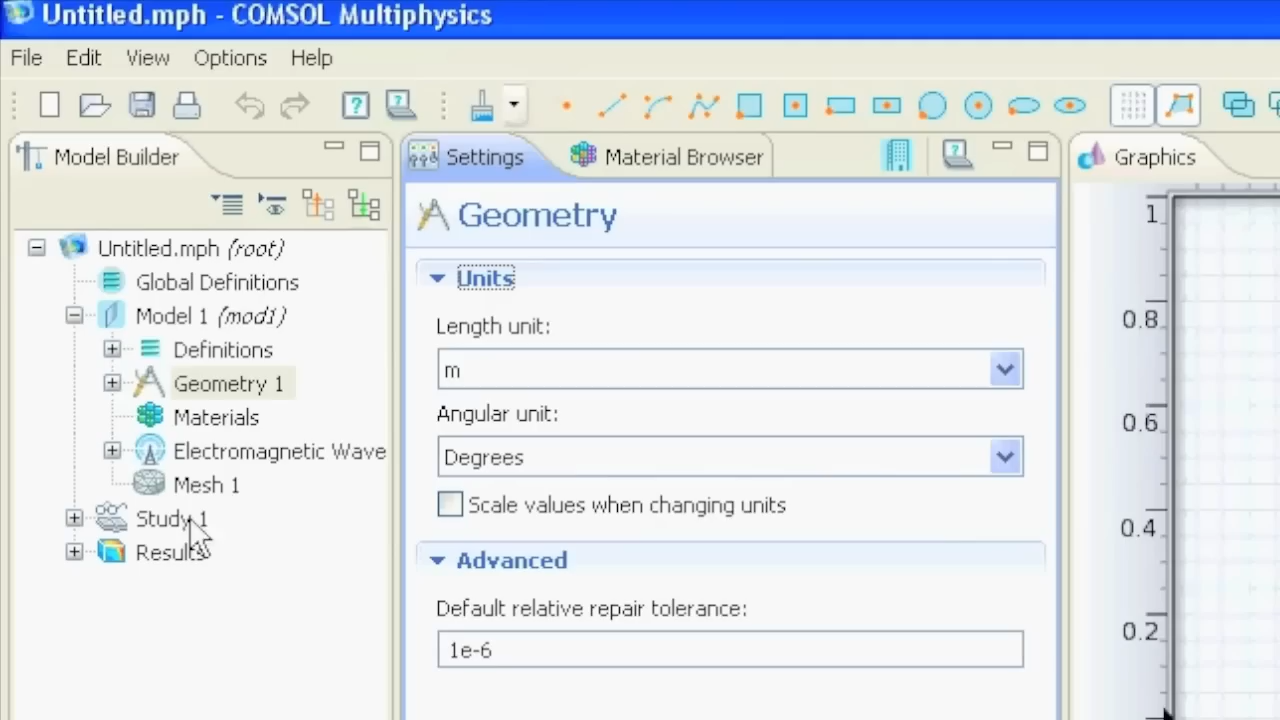 Untitled.mph - COMSOL Multiphysics
File Edit View Options Help
Model Builder
Settings
Material Browser
Graphics
Untitled.mph (root)
Global Definitions
Model 1 (mod1)
Definitions
Geometry 1
Materials
Electromagnetic Wave
Mesh 1
Study 1
Results
Geometry
Units
Length unit:
m
Angular unit:
Degrees
Scale values when changing units
Advanced
Default relative repair tolerance:
1e-6
1
0.8
0.6
0.4
0.2